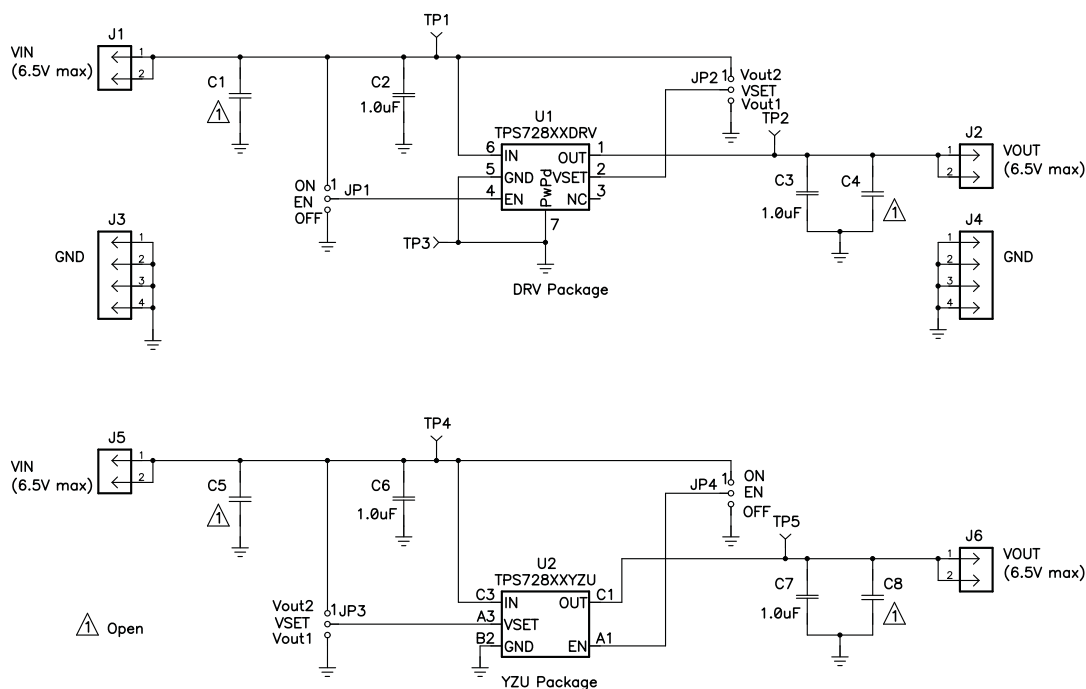 TP1
J1
VIN
(6.5V max)
1
2
C1
1
C2
1.0uF
JP2
1
Vout2
VSET
Vout1
U1
TPS728XXDRV
6
IN
OUT
1
5
GND
VSET
2
4
EN
NC
3
PwPd
7
TP2
J2
1
2
VOUT
(6.5V max)
C3
1.0uF
C4
1
ON
EN
OFF
1
JP1
TP3
DRV Package
J3
GND
1
2
3
4
J4
GND
1
2
3
4
TP4
J5
VIN
(6.5V max)
1
2
C5
1
C6
1.0uF
JP4
1
ON
EN
OFF
TP5
J6
1
2
VOUT
(6.5V max)
U2
TPS728XXYZU
C3
IN
OUT
C1
A3
VSET
B2
GND
EN
A1
C7
1.0uF
C8
1
Vout2
VSET
Vout1
1
JP3
1 Open
YZU Package